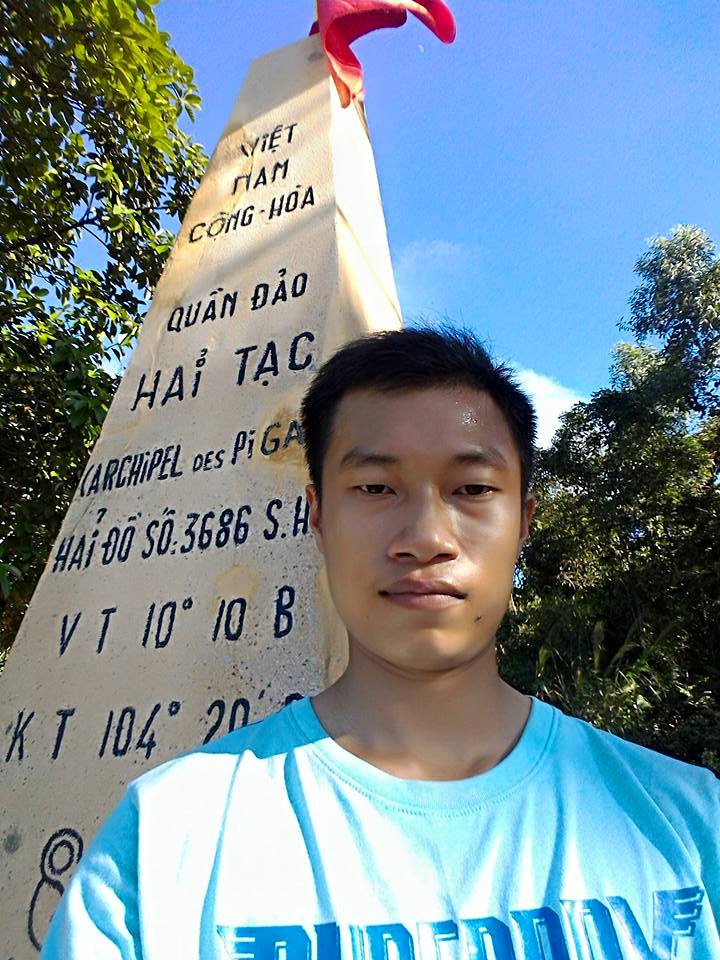 VIỆT
NAM
CỘNG-HÒA
QUẦN ĐẢO
HẢI TẶC
(ARCHIPEL DES PiGA
HẢI ĐỒ SỐ:3686 S.H
V T 10° 10 B
K T 104° 20'
8